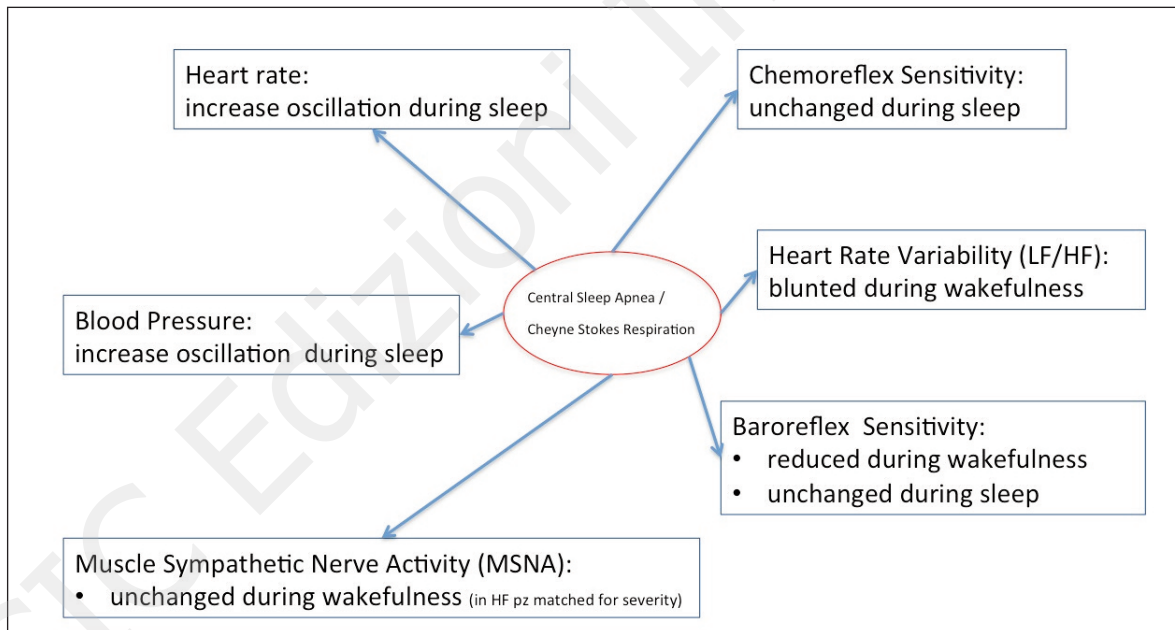 Heart rate:
increase oscillation during sleep
Chemoreflex Sensitivity:
unchanged during sleep
Heart Rate Variability (LF/HF):
blunted during wakefulness
Central Sleep Apnea /
Cheyne Stokes Respiration
Blood Pressure:
increase oscillation during sleep
Baroreflex Sensitivity:
• reduced during wakefulness
• unchanged during sleep
Muscle Sympathetic Nerve Activity (MSNA):
• unchanged during wakefulness (in HF pz matched for severity)
CIC Edizioni